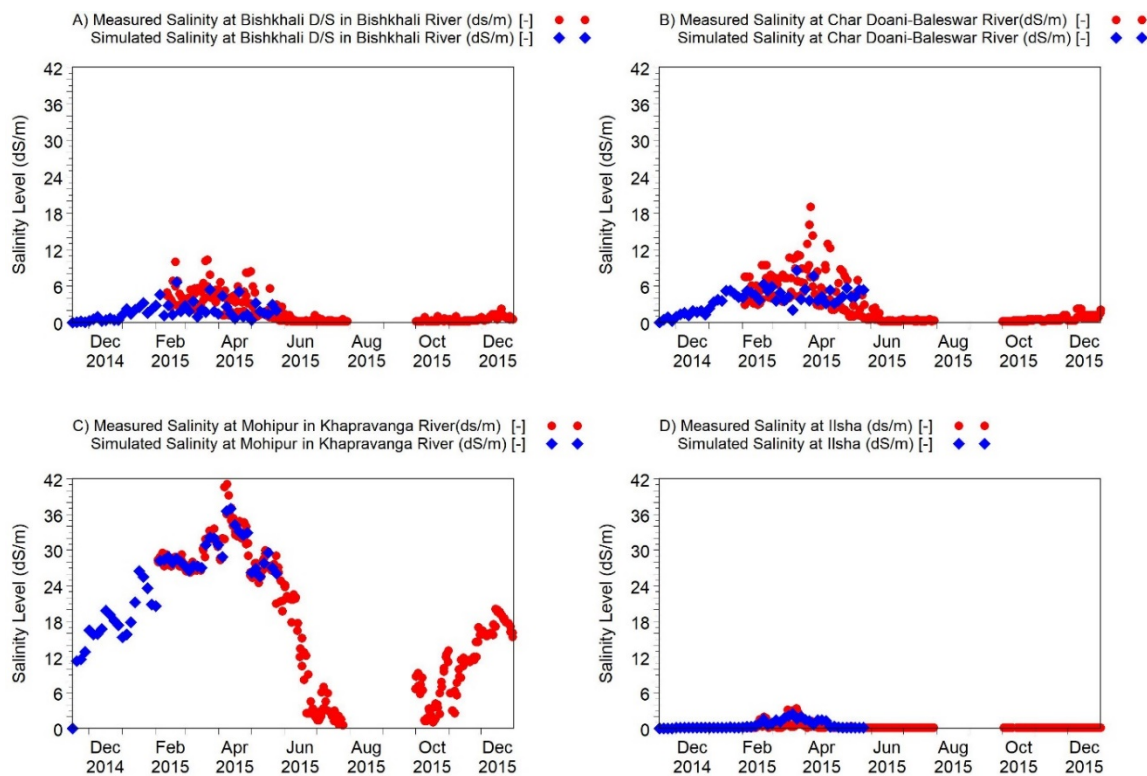 A) Measured Salinity at Bishkhali D/S in Bishkhali River (ds/m) [-]
Simulated Salinity at Bishkhali D/S in Bishkhali River (dS/m) [-]
Salinity Level (dS/m)
42
36
30
24
18
12
6
0
Dec Feb Apr Jun Aug Oct Dec
2014 2015 2015 2015 2015 2015 2015
B) Measured Salinity at Char Doani-Baleswar River(dS/m) [-]
Simulated Salinity at Char Doani-Baleswar River (dS/m) [-]
Salinity Level (dS/m)
42
36
30
24
18
12
6
0
Dec Feb Apr Jun Aug Oct Dec
2014 2015 2015 2015 2015 2015 2015
C) Measured Salinity at Mohipur in Khapravanga River(ds/m) [-]
Simulated Salinity at Mohipur in Khapravanga River (dS/m) [-]
Salinity Level (dS/m)
42
36
30
24
18
12
6
0
Dec Feb Apr Jun Aug Oct Dec
2014 2015 2015 2015 2015 2015 2015
D) Measured Salinity at Ilsha (ds/m) [-]
Simulated Salinity at Ilsha (dS/m) [-]
Salinity Level (dS/m)
42
36
30
24
18
12
6
0
Dec Feb Apr Jun Aug Oct Dec
2014 2015 2015 2015 2015 2015 2015